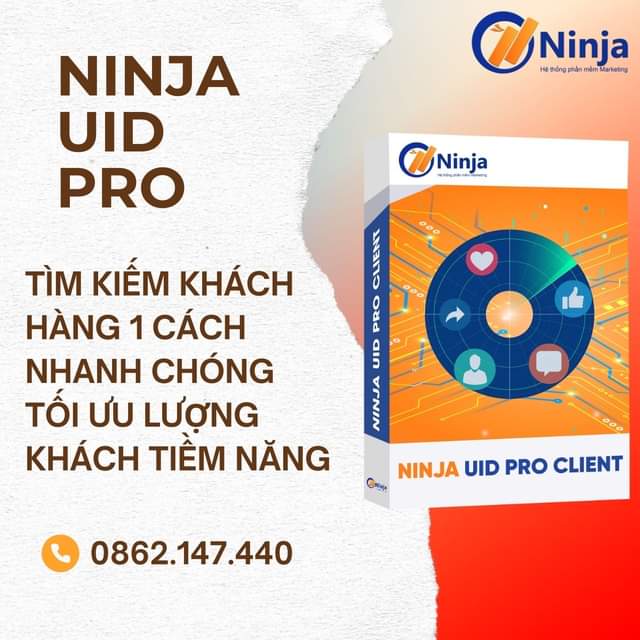 NINJA
UID
PRO
Ninja
Hệ thống phần mềm Marketing
TÌM KIẾM KHÁCH
HÀNG 1 CÁCH
NHANH CHÓNG
TỐI ƯU LƯỢNG
KHÁCH TIỀM NĂNG
0862.147.440
Ninja
Hệ thống phần mềm Marketing
NINJA UID PRO CLIENT
NINJA UID PRO CLIENT
Ninja